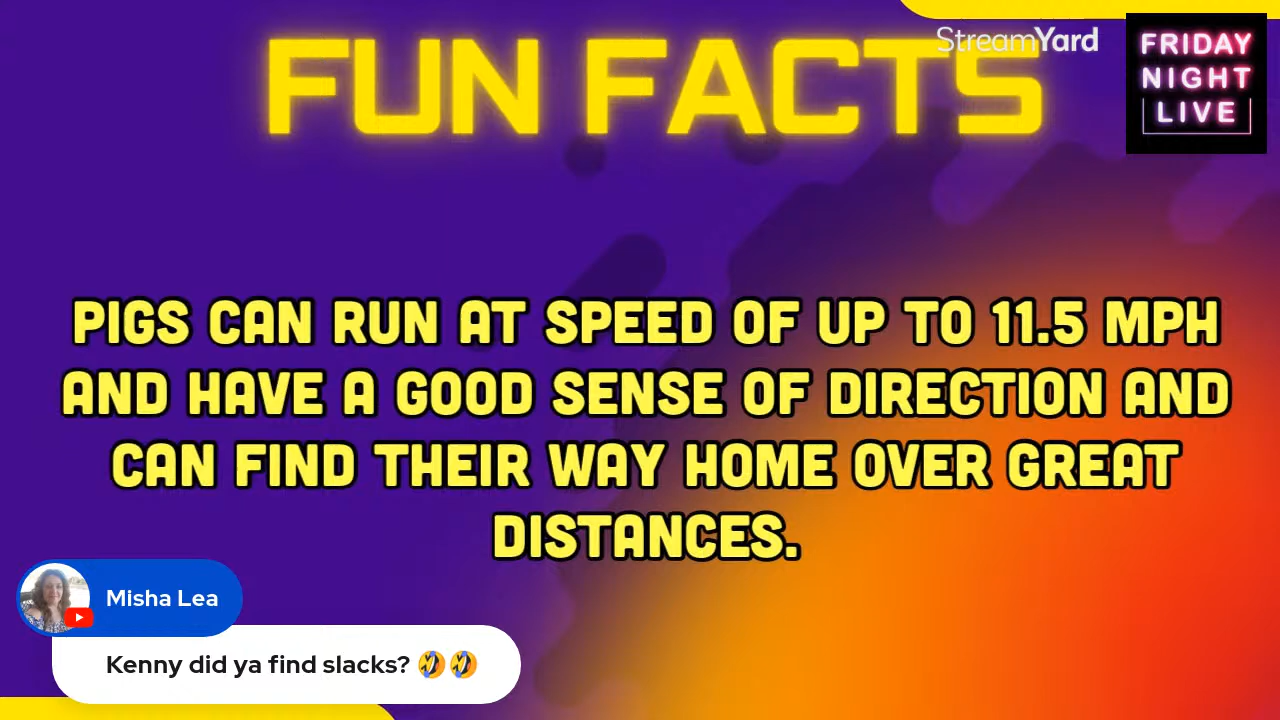 FUN FACTS
StreamYard
FRIDAY
NIGHT
LIVE
PIGS CAN RUN AT SPEED OF UP TO 11.5 MPH
AND HAVE A GOOD SENSE OF DIRECTION AND
CAN FIND THEIR WAY HOME OVER GREAT
DISTANCES.
Misha Lea
Kenny did ya find slacks? 🤣🤣